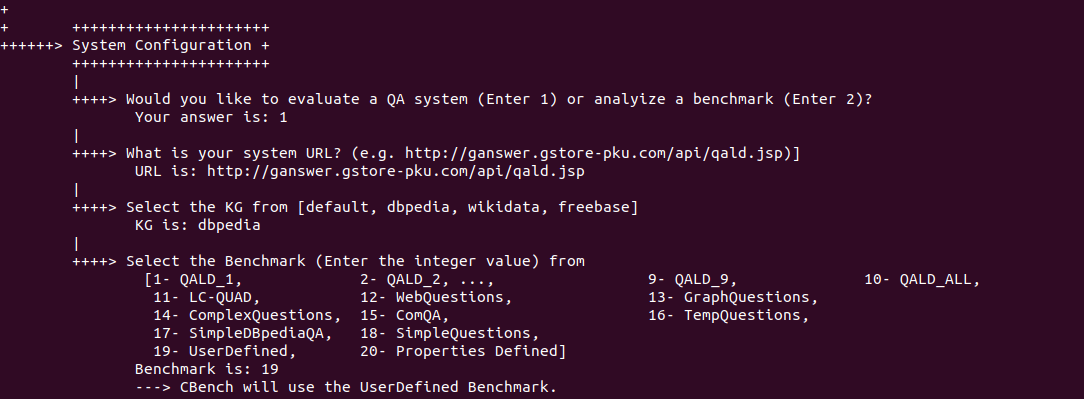 +
+       ++++++++++++++++++++++
++++++> System Configuration +
        ++++++++++++++++++++++
        |
        ++++> Would you like to evaluate a QA system (Enter 1) or analyize a benchmark (Enter 2)?
               Your answer is: 1
        |
        ++++> What is your system URL? (e.g. http://ganswer.gstore-pku.com/api/qald.jsp)]
               URL is: http://ganswer.gstore-pku.com/api/qald.jsp
        |
        ++++> Select the KG from [default, dbpedia, wikidata, freebase]
               KG is: dbpedia
        |
        ++++> Select the Benchmark (Enter the integer value) from
                [1- QALD_1,             2- QALD_2, ...,                 9- QALD_9,              10- QALD_ALL,
                 11- LC-QUAD,           12- WebQuestions,               13- GraphQuestions,
                 14- ComplexQuestions,  15- ComQA,                      16- TempQuestions,
                 17- SimpleDBpediaQA,   18- SimpleQuestions,
                 19- UserDefined,       20- Properties Defined]
               Benchmark is: 19
               ---> CBench will use the UserDefined Benchmark.